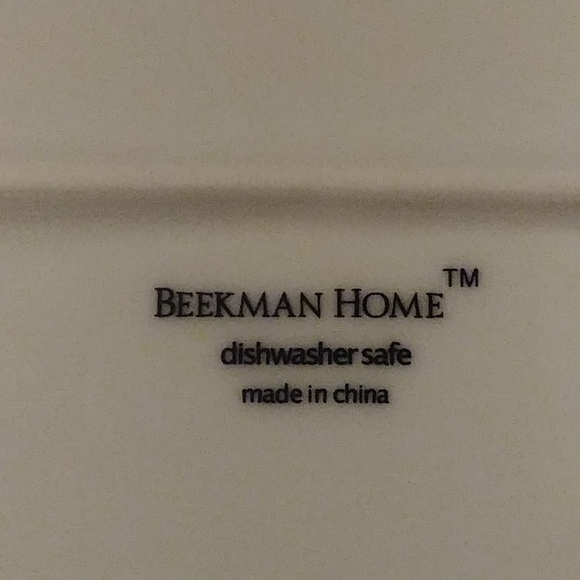 BEEKMAN HOME™
dishwasher safe
made in china